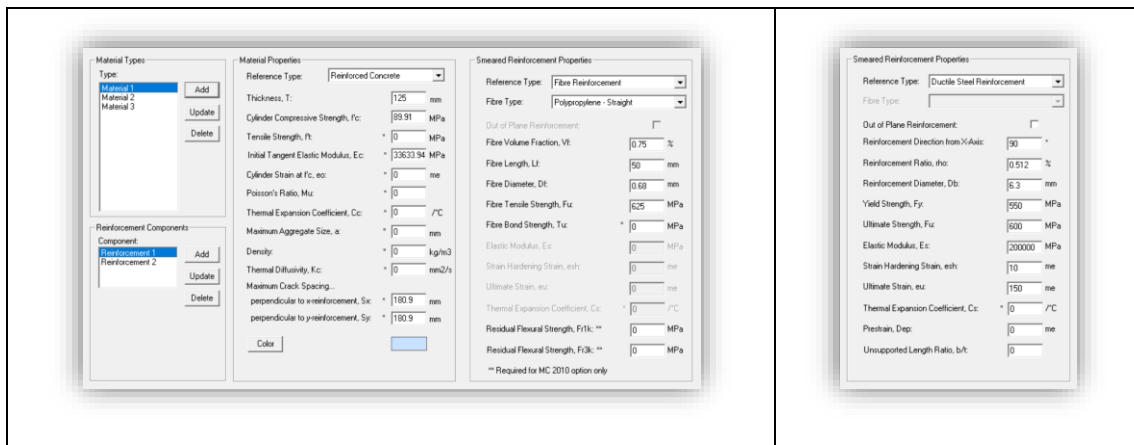 Material Types
Type:
Material 1
Material 2
Material 3
Add
Update
Delete
Reinforcement Components
Component:
Reinforcement 1
Reinforcement 2
Add
Update
Delete
Material Properties
Reference Type: Reinforced Concrete
Thickness, T: 125 mm
Cylinder Compressive Strength, f'c: 89.91 MPa
Tensile Strength, f't: * 0 MPa
Initial Tangent Elastic Modulus, Ec: * 33633.94 MPa
Cylinder Strain at f'c, eo: * 0 me
Poisson's Ratio, Mu: * 0
Thermal Expansion Coefficient, Cc: * 0 /°C
Maximum Aggregate Size, a: * 0 mm
Density: * 0 kg/m3
Thermal Diffusivity, Kc: * 0 mm2/s
Maximum Crack Spacing...
perpendicular to x-reinforcement, Sx: * 180.9 mm
perpendicular to y-reinforcement, Sy: * 180.9 mm
Color
Smeared Reinforcement Properties
Reference Type: Fibre Reinforcement
Fibre Type: Polypropylene - Straight
Out of Plane Reinforcement:
Fibre Volume Fraction, Vf: 0.75 %
Fibre Length, Lf: 50 mm
Fibre Diameter, Df: 0.68 mm
Fibre Tensile Strength, Fu: 625 MPa
Fibre Bond Strength, Tu: * 0 MPa
Elastic Modulus, Es: 0 MPa
Strain Hardening Strain, esh: 0 me
Ultimate Strain, eu: 0 me
Thermal Expansion Coefficient, Cs: * 0 /°C
Residual Flexural Strength, Fr1k: ** 0 MPa
Residual Flexural Strength, Fr3k: ** 0 MPa
** Required for MC 2010 option only
Smeared Reinforcement Properties
Reference Type: Ductile Steel Reinforcement
Fibre Type:
Out of Plane Reinforcement:
Reinforcement Direction from X-Axis: 90 °
Reinforcement Ratio, rho: 0.512 %
Reinforcement Diameter, Db: 6.3 mm
Yield Strength, Fy: 550 MPa
Ultimate Strength, Fu: 600 MPa
Elastic Modulus, Es: 200000 MPa
Strain Hardening Strain, esh: 10 me
Ultimate Strain, eu: 150 me
Thermal Expansion Coefficient, Cs: * 0 /°C
Prestrain, Dep: 0 me
Unsupported Length Ratio, b/t: 0